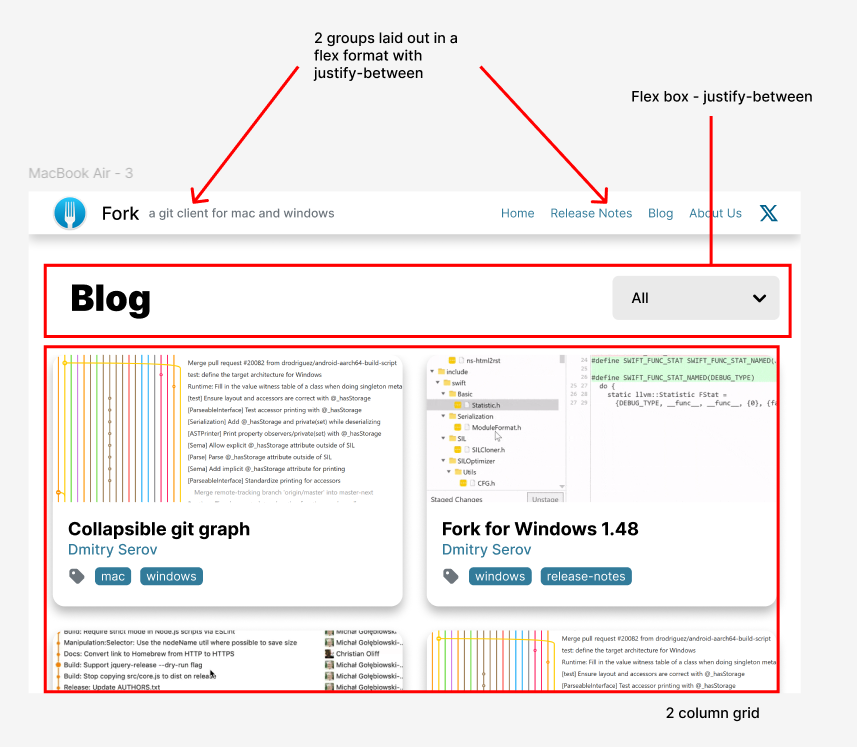 2 groups laid out in a
flex format with
justify-between
Flex box - justify-between
MacBook Air - 3
Fork a git client for mac and windows Home Release Notes Blog About Us
Blog
All
Merge pull request #20082 from drodriguez/android-aarch64-build-script
test: define the target architecture for Windows
Runtime: Fill in the value witness table of a class when doing singleton meta
[test] Ensure layout and accessors are correct with @_hasStorage
[ParseableInterface] Test accessor printing with @_hasStorage
[Serialization] Add @_hasStorage and private(set) while deserializing
[ASTPrinter] Print property observers/private(set) with @_hasStorage
[Sema] Allow explicit @_hasStorage attribute outside of SIL
[Parse] Parse @_hasStorage attribute outside of SIL
[Sema] Add implicit @_hasStorage attribute for printing
[ParseableInterface] Standardize printing for accessors
Merge remote-tracking branch 'origin/master' into master-next
ns-html2rst
include
swift
Basic
Statistic.h
Serialization
ModuleFormat.h
SIL
SILCloner.h
SILOptimizer
Utils
CFG.h
Staged Changes Unstage
24 #define SWIFT_FUNC_STAT SWIFT_FUNC_STAT_NAMED(
25
26 #define SWIFT_FUNC_STAT_NAMED(DEBUG_TYPE)
25 27 do {
26 28 static llvm::Statistic FStat =
27 29 {DEBUG_TYPE, __func__, __func__, {0}, {fa
Collapsible git graph
Dmitry Serov
mac windows
Fork for Windows 1.48
Dmitry Serov
windows release-notes
Build: Require strict mode in Node.js scripts via ESLint Michał Gołębiowski-
Manipulation:Selector: Use the nodeName util where possible to save size Michał Gołębiowski-...
Docs: Convert link to Homebrew from HTTP to HTTPS Christian Oliff
Build: Support jquery-release --dry-run flag Michał Gołębiowski-...
Build: Stop copying src/core.js to dist on release Michał Gołębiowski-...
Release: Update AUTHORS.txt Michał Gołębiowski-...
Merge pull request #20082 from drodriguez/android-aarch64-build-script
test: define the target architecture for Windows
Runtime: Fill in the value witness table of a class when doing singleton meta
[test] Ensure layout and accessors are correct with @_hasStorage
[ParseableInterface] Test accessor printing with @_hasStorage
2 column grid